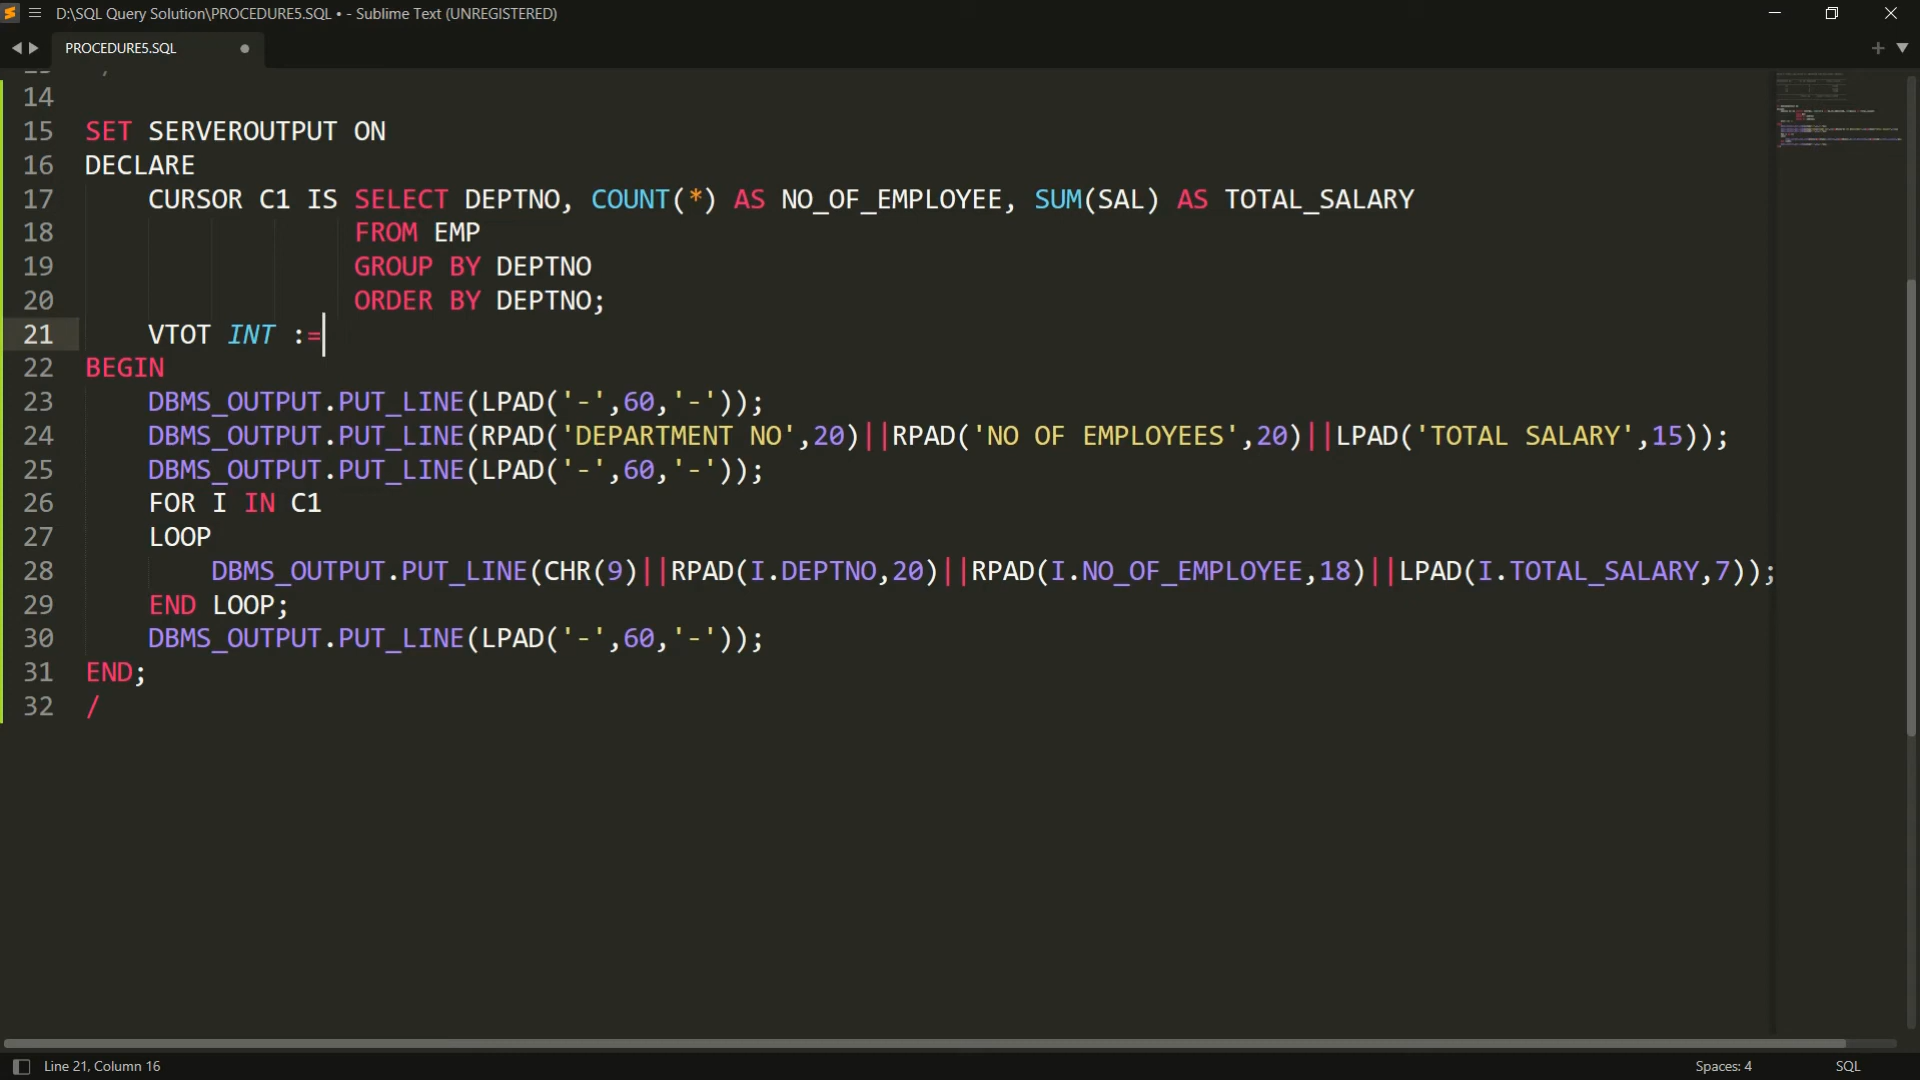 D:\SQL Query Solution\PROCEDURE5.SQL • - Sublime Text (UNREGISTERED)
PROCEDURE5.SQL
14
15 SET SERVEROUTPUT ON
16 DECLARE
17 CURSOR C1 IS SELECT DEPTNO, COUNT(*) AS NO_OF_EMPLOYEE, SUM(SAL) AS TOTAL_SALARY
18 FROM EMP
19 GROUP BY DEPTNO
20 ORDER BY DEPTNO;
21 VTOT INT :=
22 BEGIN
23 DBMS_OUTPUT.PUT_LINE(LPAD('-',60,'-'));
24 DBMS_OUTPUT.PUT_LINE(RPAD('DEPARTMENT NO',20)||RPAD('NO OF EMPLOYEES',20)||LPAD('TOTAL SALARY',15));
25 DBMS_OUTPUT.PUT_LINE(LPAD('-',60,'-'));
26 FOR I IN C1
27 LOOP
28 DBMS_OUTPUT.PUT_LINE(CHR(9)||RPAD(I.DEPTNO,20)||RPAD(I.NO_OF_EMPLOYEE,18)||LPAD(I.TOTAL_SALARY,7));
29 END LOOP;
30 DBMS_OUTPUT.PUT_LINE(LPAD('-',60,'-'));
31 END;
32 /
Line 21, Column 16
Spaces: 4
SQL